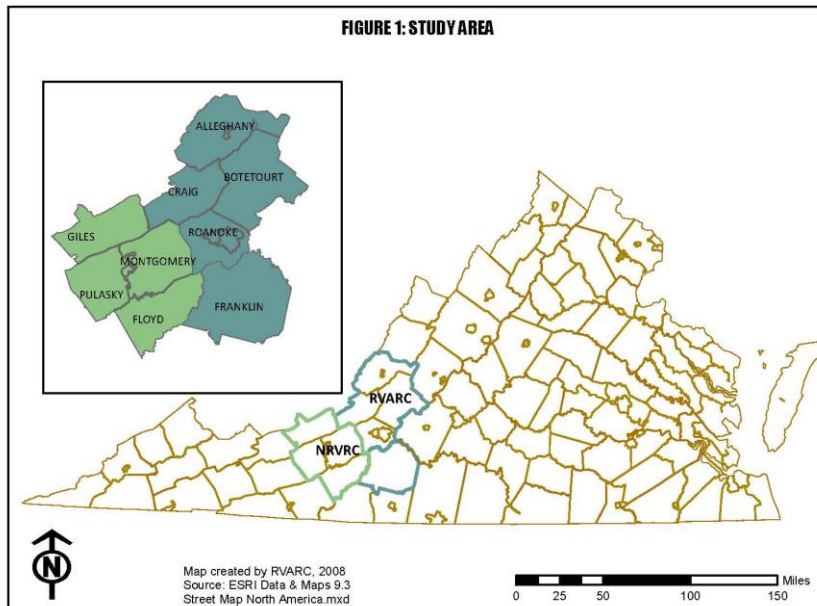 FIGURE 1: STUDY AREA
ALLEGHANY
BOTETOURT
CRAIG
GILES
ROANOKE
MONTGOMERY
PULASKY
FRANKLIN
FLOYD
RVARC
NRVRC
N
Map created by RVARC, 2008
Source: ESRI Data & Maps 9.3
Street Map North America.mxd
Miles
0 25 50 100 150